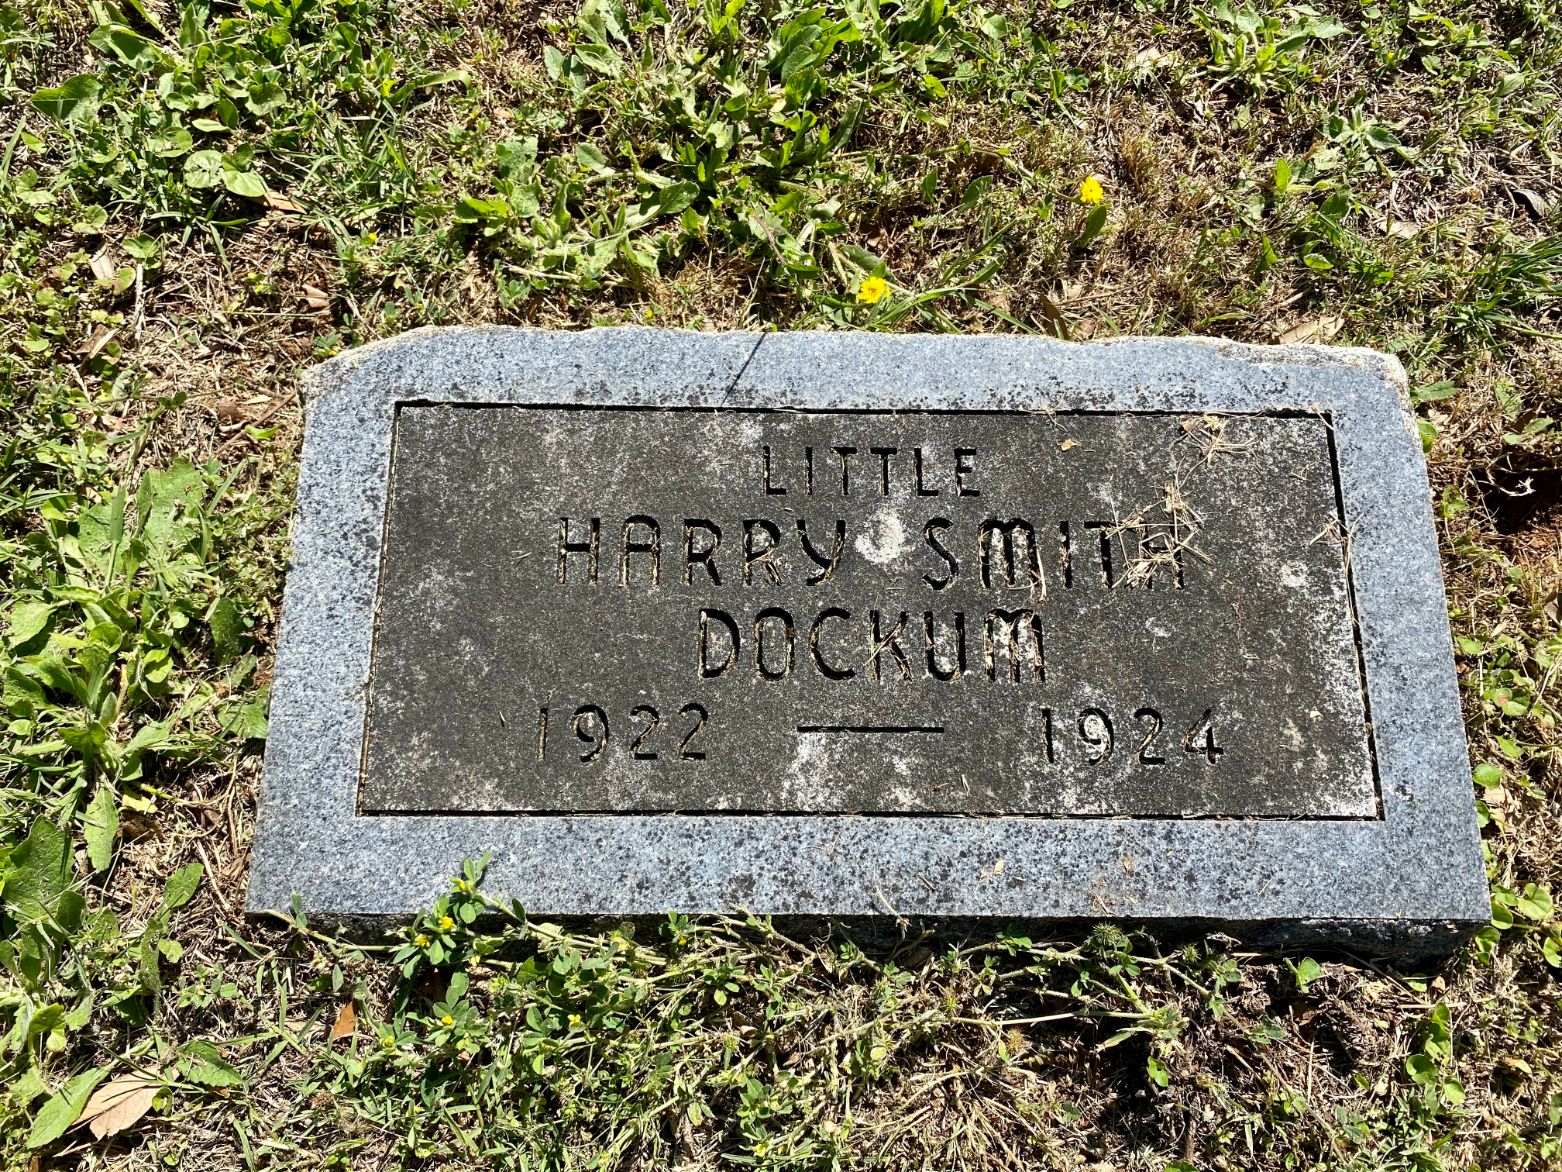 LITTLE
HARRY SMITH
DOCKUM
1922 — 1924